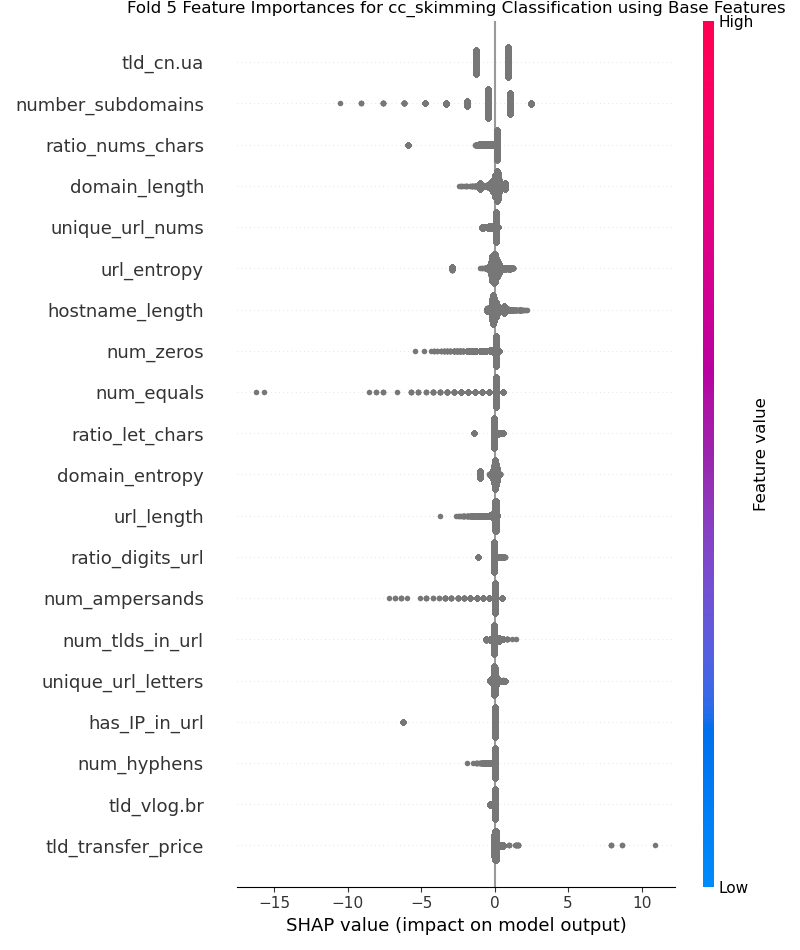 Fold 5 Feature Importances for cc_skimming Classification using Base Features
High
tld_cn.ua
number_subdomains
ratio_nums_chars
domain_length
unique_url_nums
url_entropy
hostname_length
num_zeros
num_equals
ratio_let_chars
domain_entropy
url_length
ratio_digits_url
num_ampersands
num_tlds_in_url
unique_url_letters
has_IP_in_url
num_hyphens
tld_vlog.br
tld_transfer_price
Feature value
Low
−15 −10 −5 0 5 10
SHAP value (impact on model output)